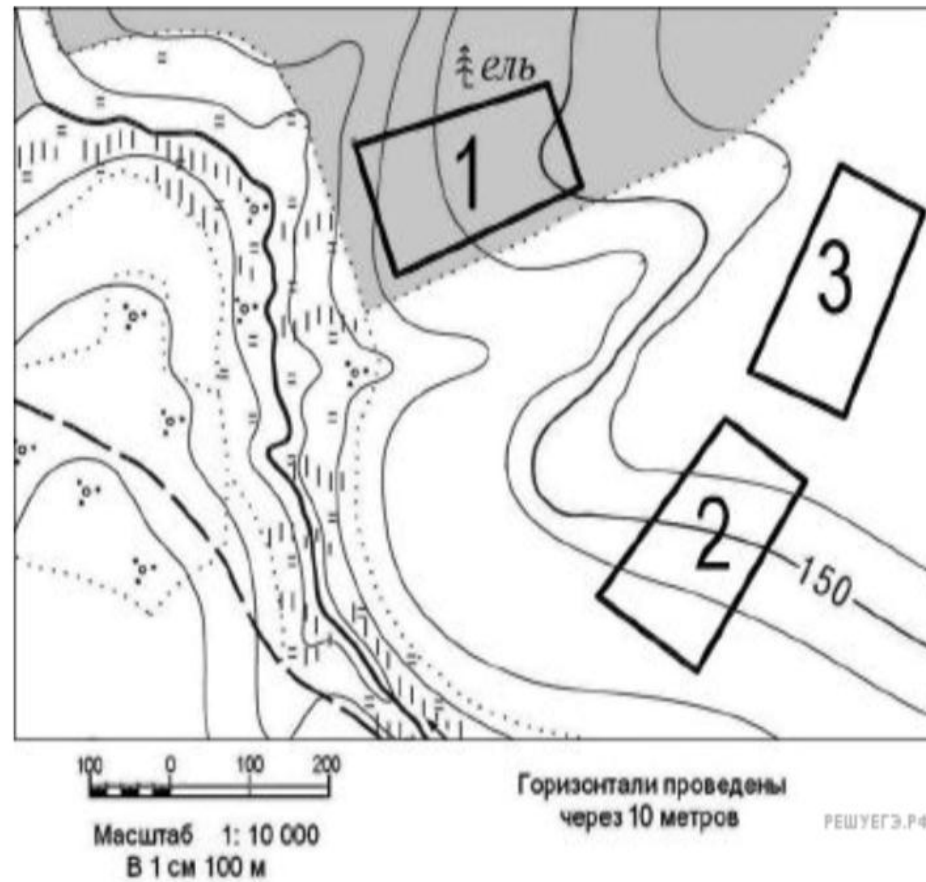 ель
1
3
2
150
100 0 100 200
Масштаб 1: 10 000
В 1 см 100 м
Горизонтали проведены
через 10 метров
РЕШУЕГЭ.РФ